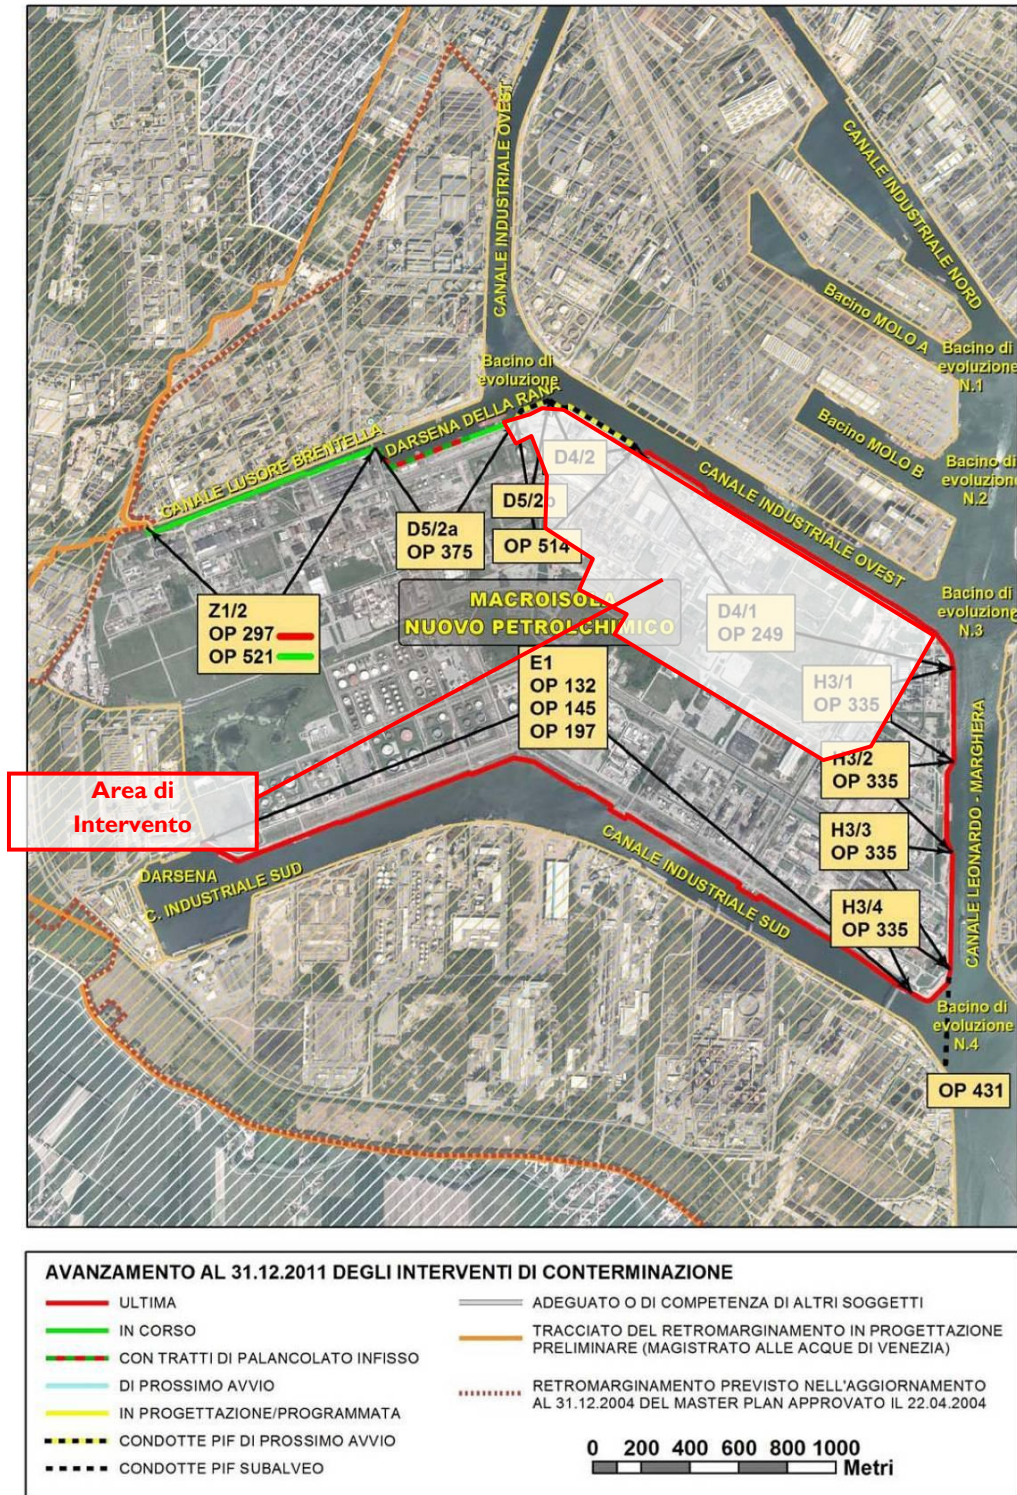 CANALE INDUSTRIALE OVEST
CANALE INDUSTRIALE NORD
Bacino MOLO A
Bacino di
evoluzione
N.1
Bacino di
evoluzione
DARSENA DELLA RANA
CANALE LUSORE BRENTELLA
Bacino MOLO B
Bacino di
evoluzione
N.2
D4/2
CANALE INDUSTRIALE OVEST
D5/2b
D5/2a
OP 375
OP 514
Z1/2
OP 297
OP 521
MACROISOLA
NUOVO PETROLCHIMICO
D4/1
OP 249
Bacino di
evoluzione
N.3
E1
OP 132
OP 145
OP 197
H3/1
OP 335
H3/2
OP 335
Area di
Intervento
H3/3
OP 335
CANALE LEONARDO - MARGHERA
DARSENA
C. INDUSTRIALE SUD
CANALE INDUSTRIALE SUD
H3/4
OP 335
Bacino di
evoluzione
N.4
OP 431
AVANZAMENTO AL 31.12.2011 DEGLI INTERVENTI DI CONTERMINAZIONE
ULTIMA
IN CORSO
CON TRATTI DI PALANCOLATO INFISSO
DI PROSSIMO AVVIO
IN PROGETTAZIONE/PROGRAMMATA
CONDOTTE PIF DI PROSSIMO AVVIO
CONDOTTE PIF SUBALVEO
ADEGUATO O DI COMPETENZA DI ALTRI SOGGETTI
TRACCIATO DEL RETROMARGINAMENTO IN PROGETTAZIONE
PRELIMINARE (MAGISTRATO ALLE ACQUE DI VENEZIA)
RETROMARGINAMENTO PREVISTO NELL'AGGIORNAMENTO
AL 31.12.2004 DEL MASTER PLAN APPROVATO IL 22.04.2004
0 200 400 600 800 1000
Metri